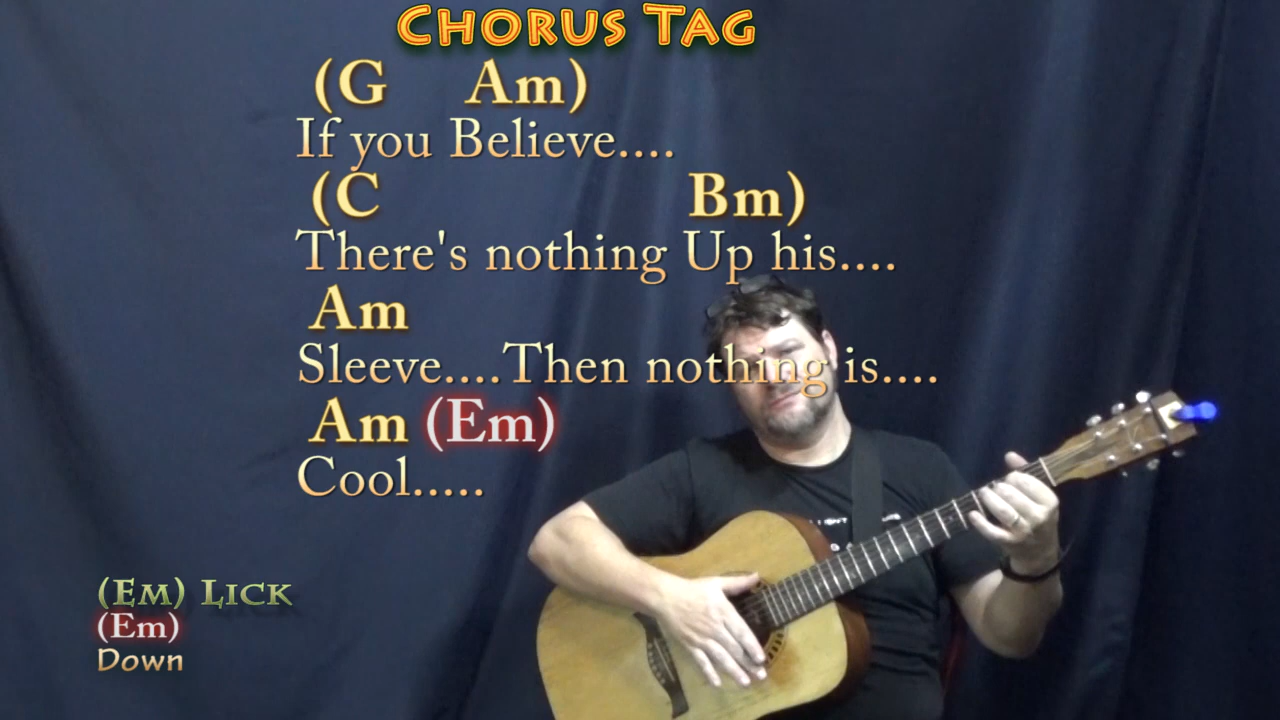 Chorus Tag
(G Am)
If you Believe....
(C Bm)
There's nothing Up his....
Am
Sleeve....Then nothing is....
Am (Em)
Cool.....
(Em) Lick
(Em)
Down